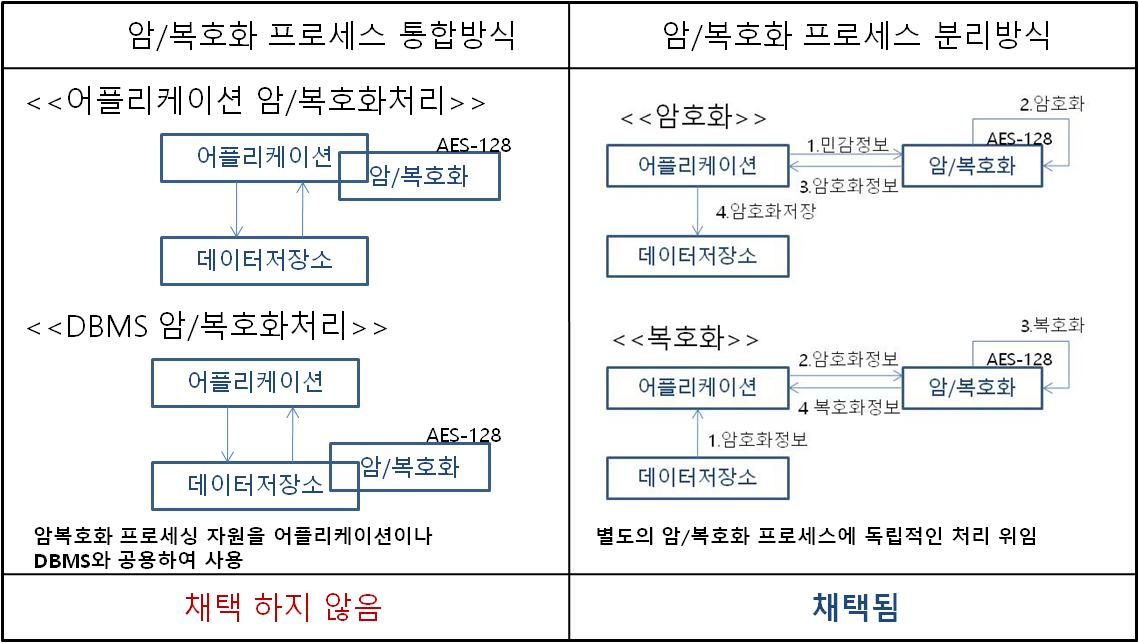 암/복호화 프로세스 통합방식
<<어플리케이션 암/복호화처리>>
어플리케이션
AES-128
암/복호화
데이터저장소
<<DBMS 암/복호화처리>>
어플리케이션
AES-128
암/복호화
데이터저장소
암복호화 프로세싱 자원을 어플리케이션이나
DBMS와 공용하여 사용
채택 하지 않음
암/복호화 프로세스 분리방식
<<암호화>>
2.암호화
AES-128
어플리케이션
1.민감정보
암/복호화
3.암호화정보
4.암호화저장
데이터저장소
<<복호화>>
3.복호화
AES-128
어플리케이션
2.암호화정보
암/복호화
4 복호화정보
1.암호화정보
데이터저장소
별도의 암/복호화 프로세스에 독립적인 처리 위임
채택됨